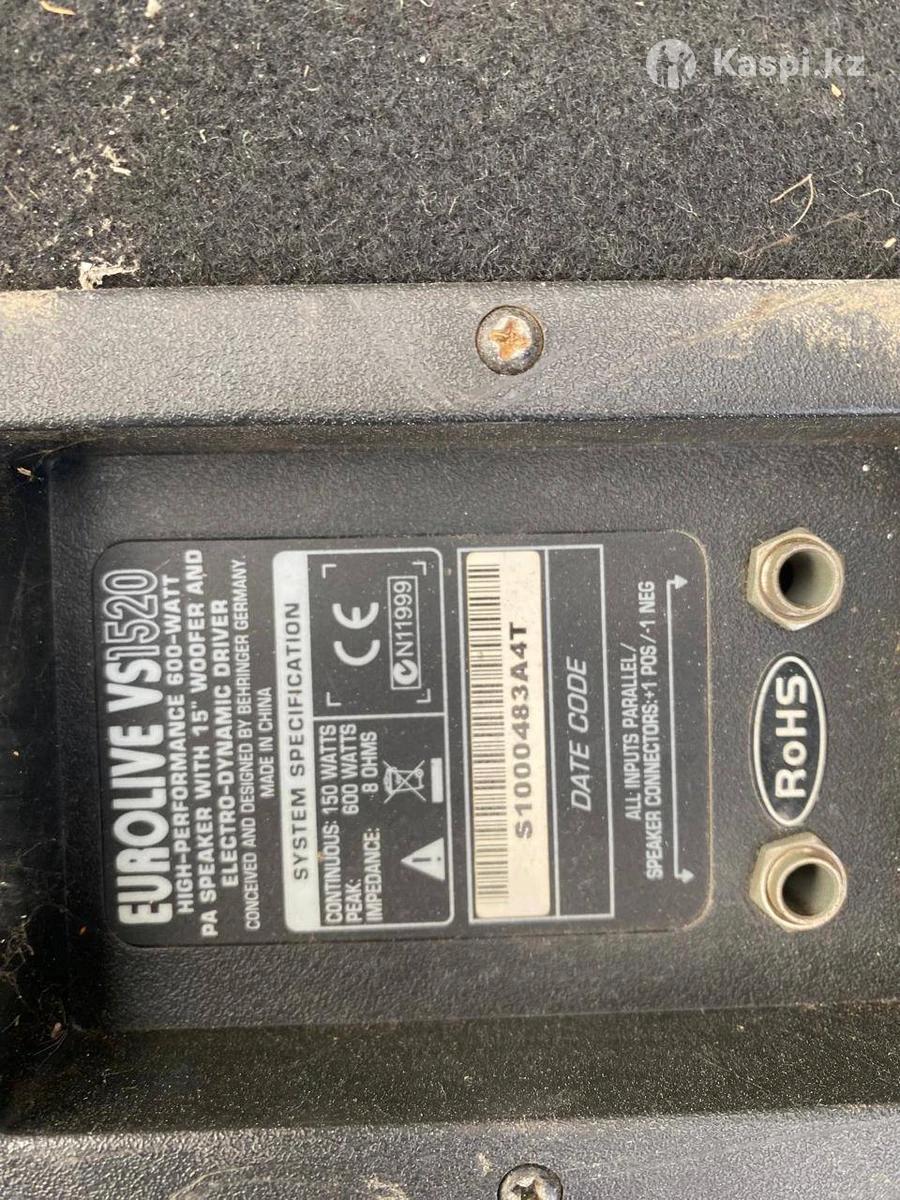 Kaspi.kz
EUROLIVE VS1520
HIGH-PERFORMANCE 600-WATT
PA SPEAKER WITH 15" WOOFER AND
ELECTRO-DYNAMIC DRIVER
CONCEIVED AND DESIGNED BY BEHRINGER GERMANY.
MADE IN CHINA
SYSTEM SPECIFICATION
CONTINUOUS: 150 WATTS
PEAK: 600 WATTS
IMPEDANCE: 8 OHMS
CE
N11999
S1000483A4T
DATE CODE
ALL INPUTS PARALLEL/
SPEAKER CONNECTORS:+1 POS/-1 NEG
RoHS